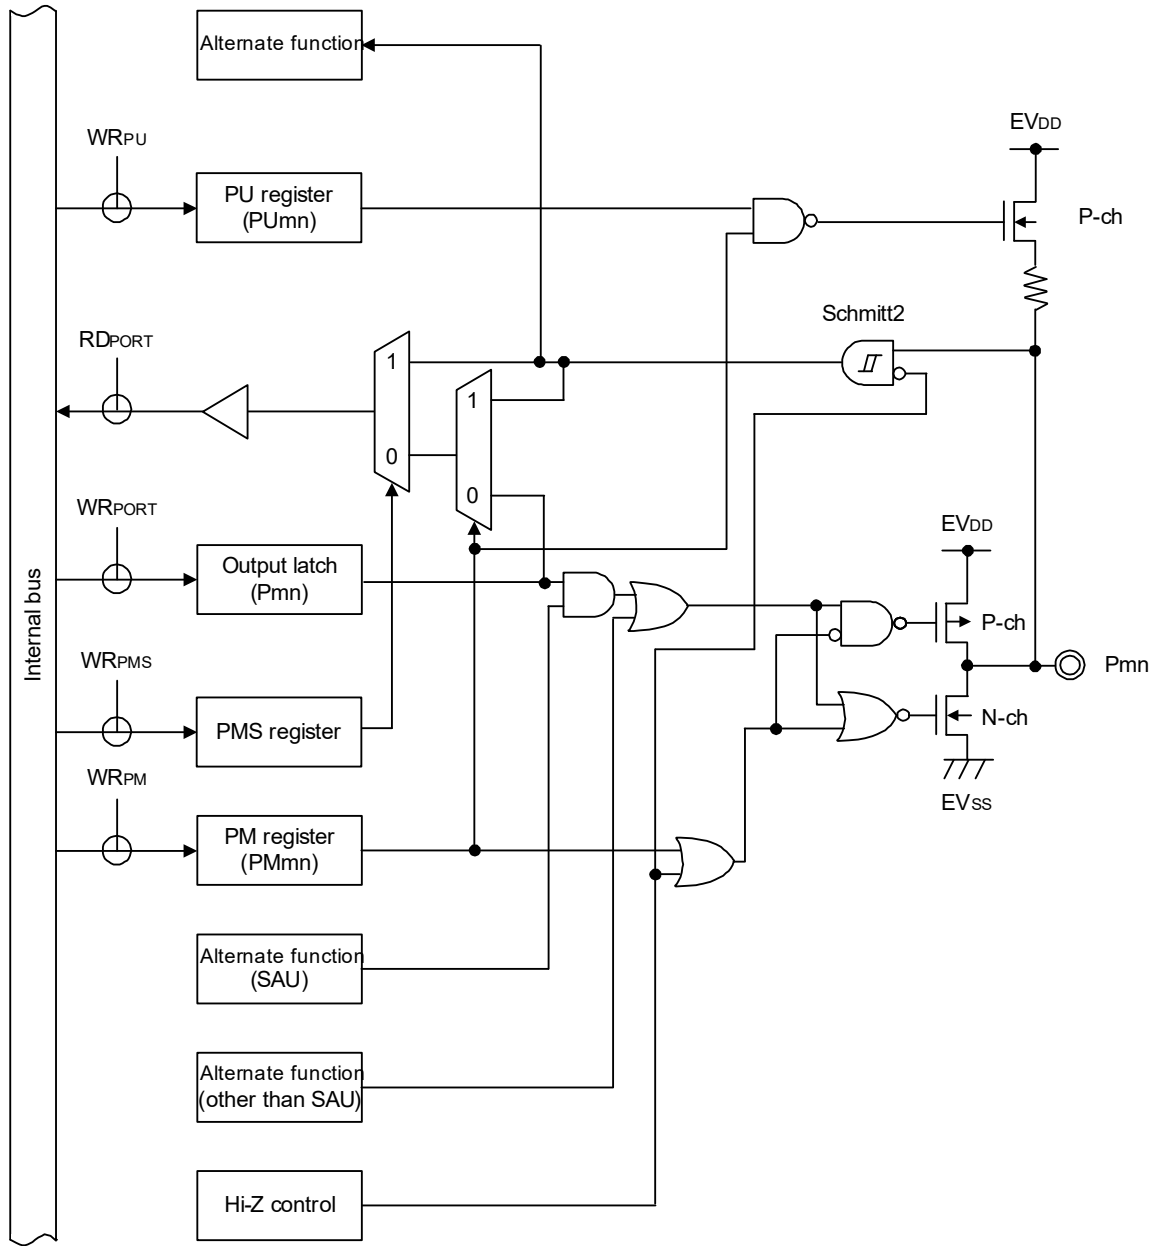 Alternate function
WRPU
EVDD
PU register
(PUmn)
P-ch
Schmitt2
RDPORT
1
1
0
0
WRPORT
EVDD
Output latch
(Pmn)
P-ch
Internal bus
WRPMS
Pmn
PMS register
N-ch
WRPM
EVSS
PM register
(PMmn)
Alternate function
(SAU)
Alternate function
(other than SAU)
Hi-Z control